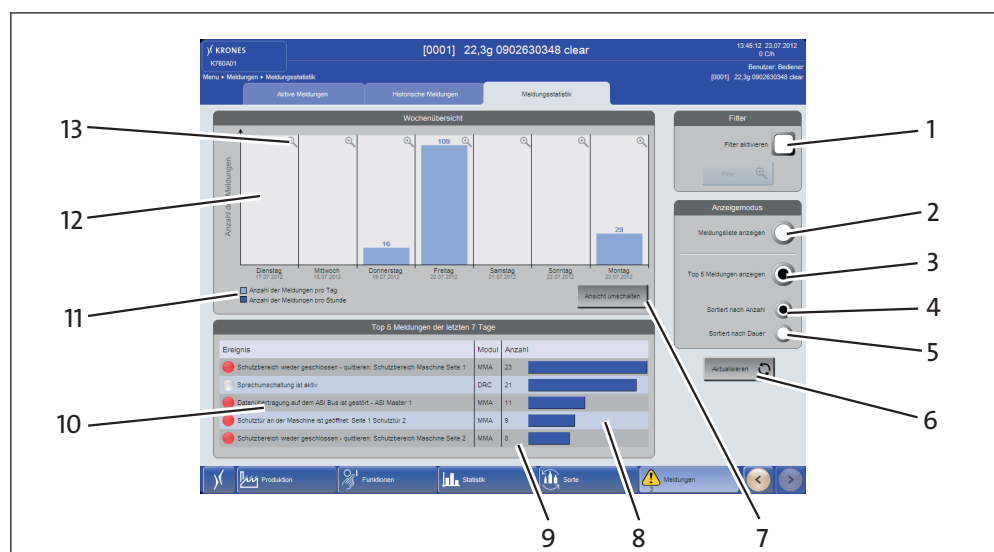 KRONES
K760A01
[0001] 22,3g 0902630348 clear
13:46:12 23.07.2012
0 C/h
Benutzer: Bediener
[0001] 22,3g 0902630348 clear
Menu ▸ Meldungen ▸ Meldungsstatistik
Aktive Meldungen
Historische Meldungen
Meldungsstatistik
Wochenübersicht
Anzahl der Meldungen
16
109
29
Dienstag
17.07.2012
Mittwoch
18.07.2012
Donnerstag
19.07.2012
Freitag
20.07.2012
Samstag
21.07.2012
Sonntag
22.07.2012
Montag
23.07.2012
Anzahl der Meldungen pro Tag
Anzahl der Meldungen pro Stunde
Ansicht umschalten
Filter
Filter aktivieren
Filter
Anzeigemodus
Meldungsliste anzeigen
Top 5 Meldungen anzeigen
Sortiert nach Anzahl
Sortiert nach Dauer
Aktualisieren
Top 5 Meldungen der letzten 7 Tage
Ereignis Modul Anzahl
Schutzbereich wieder geschlossen - quittieren: Schutzbereich Maschine Seite 1 MMA 23
Sprachumschaltung ist aktiv DRC 21
Datenübertragung auf dem ASI Bus ist gestört - ASI Master 1 MMA 11
Schutztür an der Maschine ist geöffnet: Seite 1 Schutztür 2 MMA 9
Schutzbereich wieder geschlossen - quittieren: Schutzbereich Maschine Seite 2 MMA 8
Produktion
Funktionen
Statistik
Sorte
Meldungen
3
1
2
3
4
5
6
7
8
9
10
11
12
13